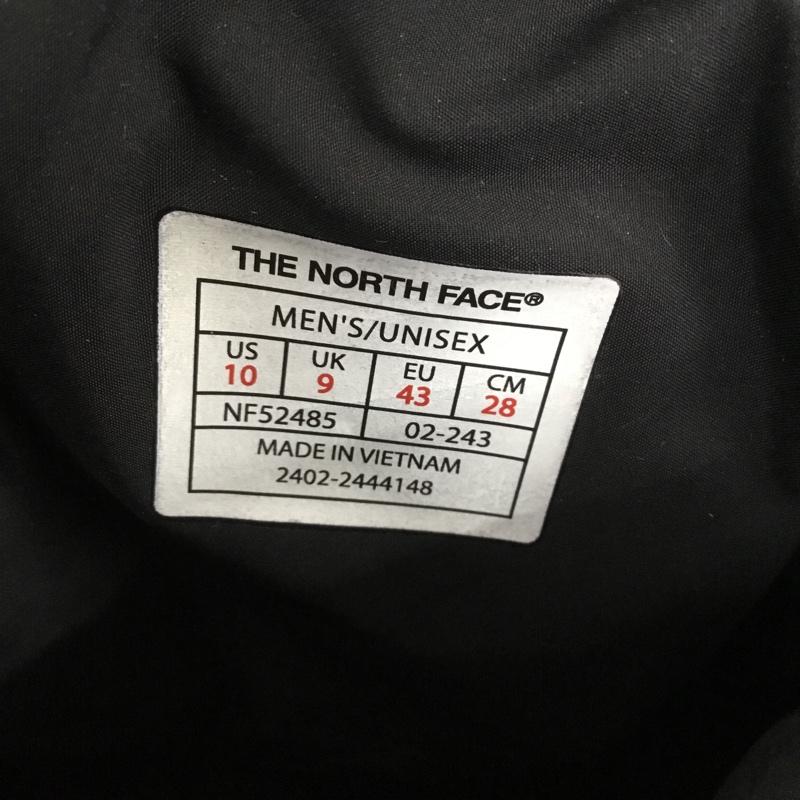 THE NORTH FACE®
MEN'S/UNISEX
US UK EU CM
10 9 43 28
NF52485 02-243
MADE IN VIETNAM
2402-2444148